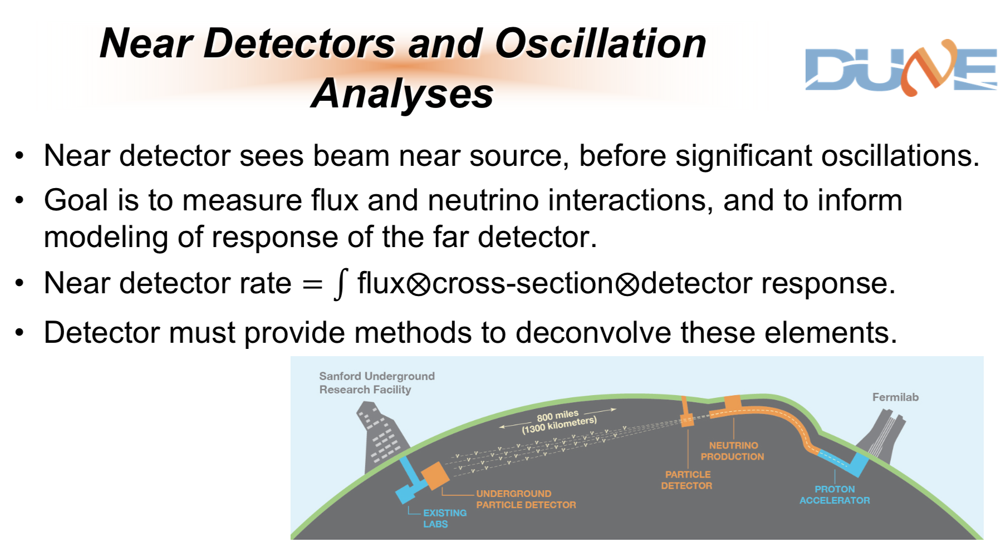 Near Detectors and Oscillation
Analyses
DUNE
• Near detector sees beam near source, before significant oscillations.
• Goal is to measure flux and neutrino interactions, and to inform
modeling of response of the far detector.
• Near detector rate = ∫ flux⊗cross-section⊗detector response.
• Detector must provide methods to deconvolve these elements.
Sanford Underground
Research Facility
Fermilab
800 miles
(1300 kilometers)
NEUTRINO
PRODUCTION
PARTICLE
DETECTOR
PROTON
ACCELERATOR
UNDERGROUND
PARTICLE DETECTOR
EXISTING
LABS